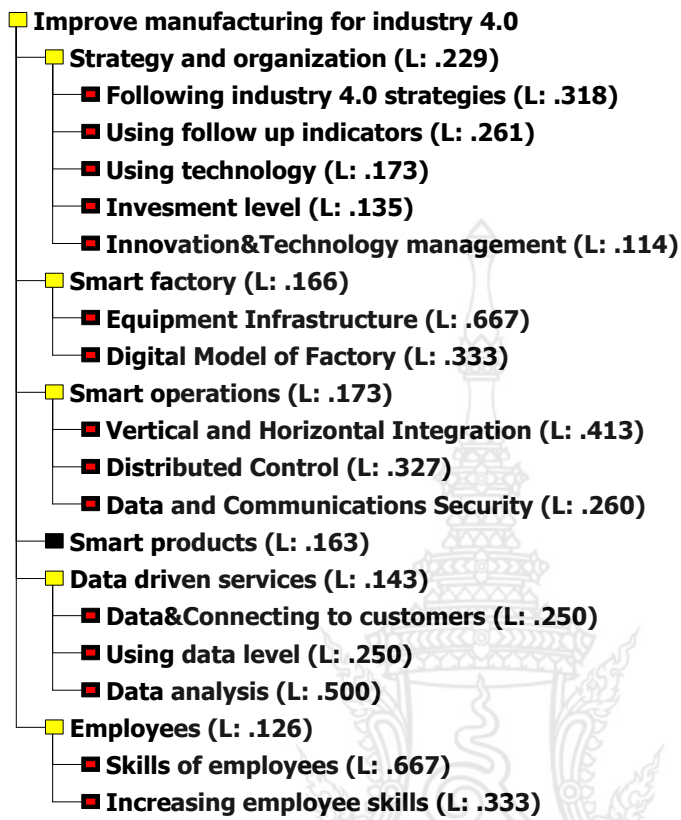 Improve manufacturing for industry 4.0
Strategy and organization (L: .229)
Following industry 4.0 strategies (L: .318)
Using follow up indicators (L: .261)
Using technology (L: .173)
Invesment level (L: .135)
Innovation&Technology management (L: .114)
Smart factory (L: .166)
Equipment Infrastructure (L: .667)
Digital Model of Factory (L: .333)
Smart operations (L: .173)
Vertical and Horizontal Integration (L: .413)
Distributed Control (L: .327)
Data and Communications Security (L: .260)
Smart products (L: .163)
Data driven services (L: .143)
Data&Connecting to customers (L: .250)
Using data level (L: .250)
Data analysis (L: .500)
Employees (L: .126)
Skills of employees (L: .667)
Increasing employee skills (L: .333)